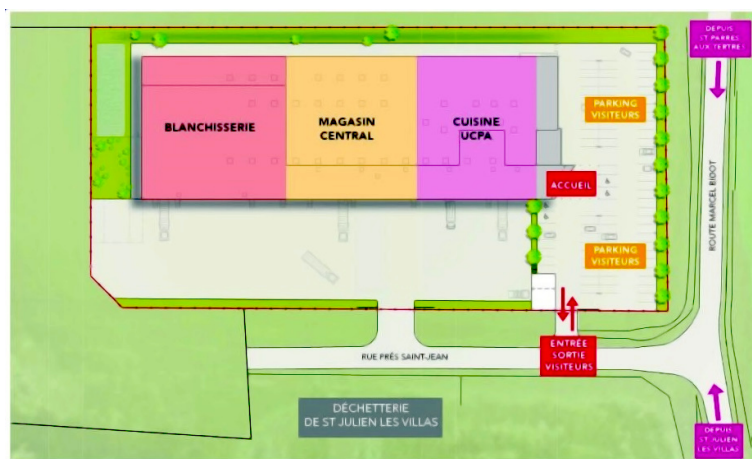 DEPUIS
ST PARRES
AUX TERTRES
PARKING
VISITEURS
BLANCHISSERIE
MAGASIN
CENTRAL
CUISINE
UCPA
ACCUEIL
ROUTE MARCEL BIDOT
PARKING
VISITEURS
RUE PRÉS SAINT-JEAN
ENTRÉE
SORTIE
VISITEURS
DÉCHETTERIE
DE ST JULIEN LES VILLAS
DEPUIS
ST JULIEN
LES VILLAS